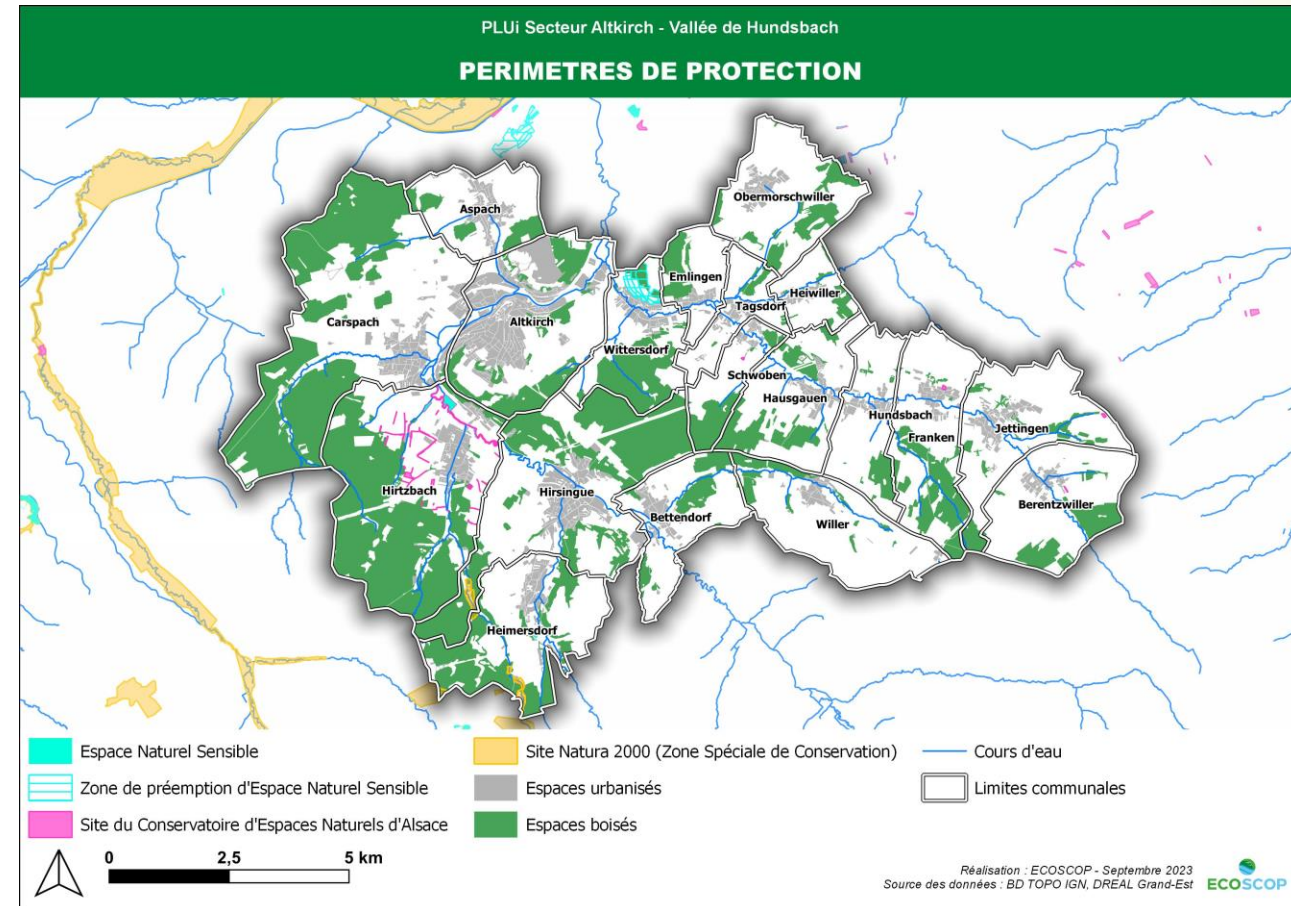 PLUi Secteur Altkirch - Vallée de Hundsbach
PERIMETRES DE PROTECTION
Obermorschwiller
Aspach
Emlingen
Heiwiller
Tagsdorf
Carspach
Altkirch
Wittersdorf
Schwoben
Hausgauen
Hundsbach
Jettingen
Franken
Hirtzbach
Hirsingue
Berentzwiller
Bettendorf
Willer
Heimersdorf
Espace Naturel Sensible
Zone de préemption d'Espace Naturel Sensible
Site du Conservatoire d'Espaces Naturels d'Alsace
Site Natura 2000 (Zone Spéciale de Conservation)
Espaces urbanisés
Espaces boisés
Cours d'eau
Limites communales
0 2,5 5 km
Réalisation : ECOSCOP - Septembre 2023
Source des données : BD TOPO IGN, DREAL Grand-Est
ECOSCOP